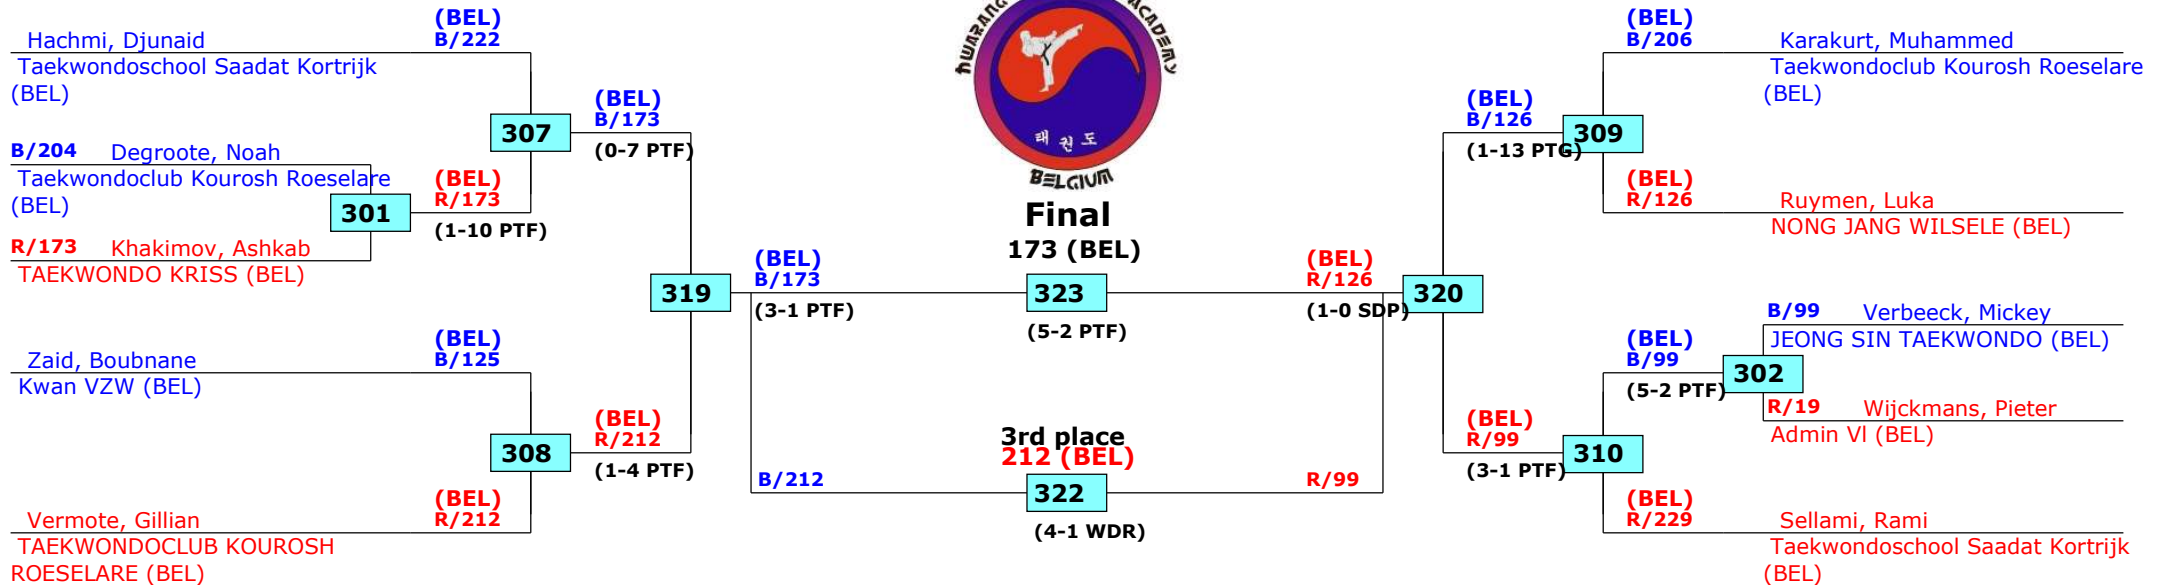 (BEL)
B/222
Hachmi, Djunaid
Taekwondoschool Saadat Kortrijk
(BEL)
307
(BEL)
B/173
(0-7 PTF)
B/204 Degroote, Noah
Taekwondoclub Kourosh Roeselare
(BEL)
301
(BEL)
R/173
(1-10 PTF)
R/173 Khakimov, Ashkab
TAEKWONDO KRISS (BEL)
319
(BEL)
B/173
(3-1 PTF)
(BEL)
B/125
Zaid, Boubnane
Kwan VZW (BEL)
308
(BEL)
R/212
(1-4 PTF)
(BEL)
R/212
Vermote, Gillian
TAEKWONDOCLUB KOUROSH
ROESELARE (BEL)
HWARANG ACADEMY
태권도
BELGIUM
Final
173 (BEL)
323
(5-2 PTF)
3rd place
212 (BEL)
B/212
322
R/99
(4-1 WDR)
(BEL)
R/126
(1-0 SDP)
320
(BEL)
B/126
(1-13 PTG)
309
(BEL)
B/206
Karakurt, Muhammed
Taekwondoclub Kourosh Roeselare
(BEL)
(BEL)
R/126
Ruymen, Luka
NONG JANG WILSELE (BEL)
B/99 Verbeeck, Mickey
JEONG SIN TAEKWONDO (BEL)
(BEL)
B/99
(5-2 PTF)
302
R/19 Wijckmans, Pieter
Admin Vl (BEL)
(BEL)
R/99
(3-1 PTF)
310
(BEL)
R/229
Sellami, Rami
Taekwondoschool Saadat Kortrijk
(BEL)